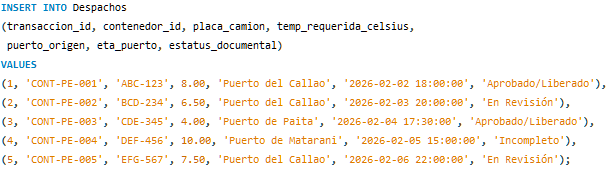 INSERT INTO Despachos
(transaccion_id, contenedor_id, placa_camion, temp_requerida_celsius,
puerto_origen, eta_puerto, estatus_documental)
VALUES
(1, 'CONT-PE-001', 'ABC-123', 8.00, 'Puerto del Callao', '2026-02-02 18:00:00', 'Aprobado/Liberado'),
(2, 'CONT-PE-002', 'BCD-234', 6.50, 'Puerto del Callao', '2026-02-03 20:00:00', 'En Revisión'),
(3, 'CONT-PE-003', 'CDE-345', 4.00, 'Puerto de Paita', '2026-02-04 17:30:00', 'Aprobado/Liberado'),
(4, 'CONT-PE-004', 'DEF-456', 10.00, 'Puerto de Matarani', '2026-02-05 15:00:00', 'Incompleto'),
(5, 'CONT-PE-005', 'EFG-567', 7.50, 'Puerto del Callao', '2026-02-06 22:00:00', 'En Revisión');